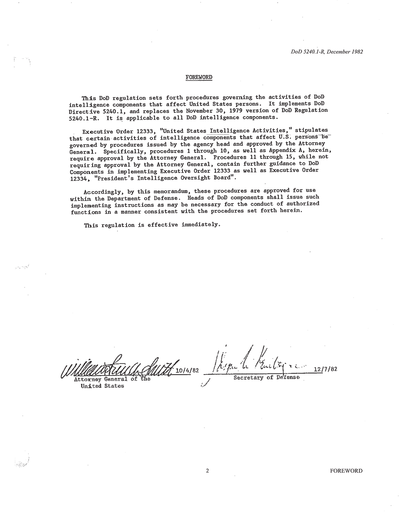 DoD 5240.1-R, December 1982
FOREWORD
This DoD regulation sets forth procedures governing the activities of DoD
intelligence components that affect United States persons. It implements DoD
Directive 5240.1, and replaces the November 30, 1979 version of DoD Regulation
5240.1-R. It is applicable to all DoD intelligence components.
Executive Order 12333, "United States Intelligence Activities," stipulates
that certain activities of intelligence components that affect U.S. persons be
governed by procedures issued by the agency head and approved by the Attorney
General. Specifically, procedures 1 through 10, as well as Appendix A, herein,
require approval by the Attorney General. Procedures 11 through 15, while not
requiring approval by the Attorney General, contain further guidance to DoD
Components in implementing Executive Order 12333 as well as Executive Order
12334, "President's Intelligence Oversight Board".
Accordingly, by this memorandum, these procedures are approved for use
within the Department of Defense. Heads of DoD components shall issue such
implementing instructions as may be necessary for the conduct of authorized
functions in a manner consistent with the procedures set forth herein.
This regulation is effective immediately.
William French Smith 10/4/82
12/7/82
Attorney General of the
United States
Secretary of Defense
2
FOREWORD